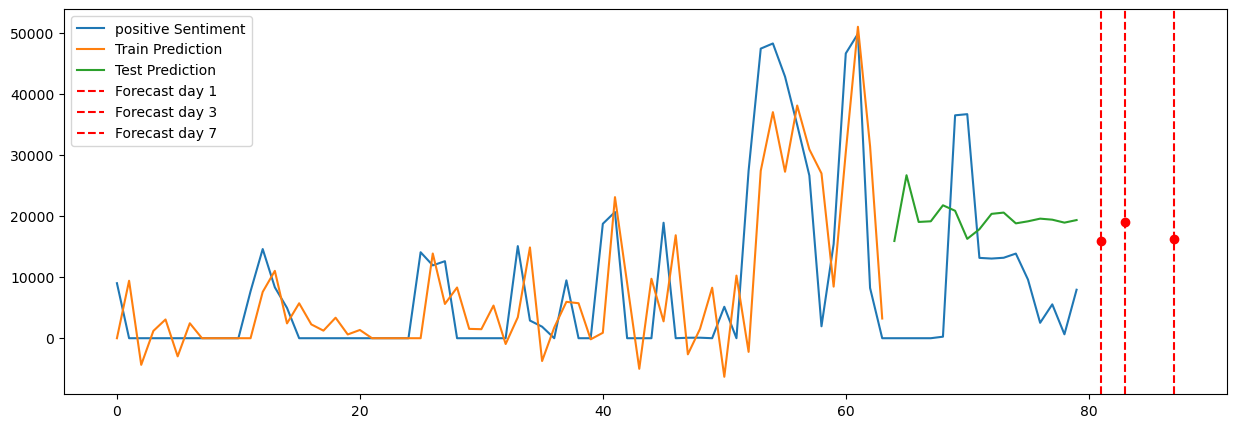 positive Sentiment
Train Prediction
Test Prediction
Forecast day 1
Forecast day 3
Forecast day 7
50000
40000
30000
20000
10000
0
0 20 40 60 80